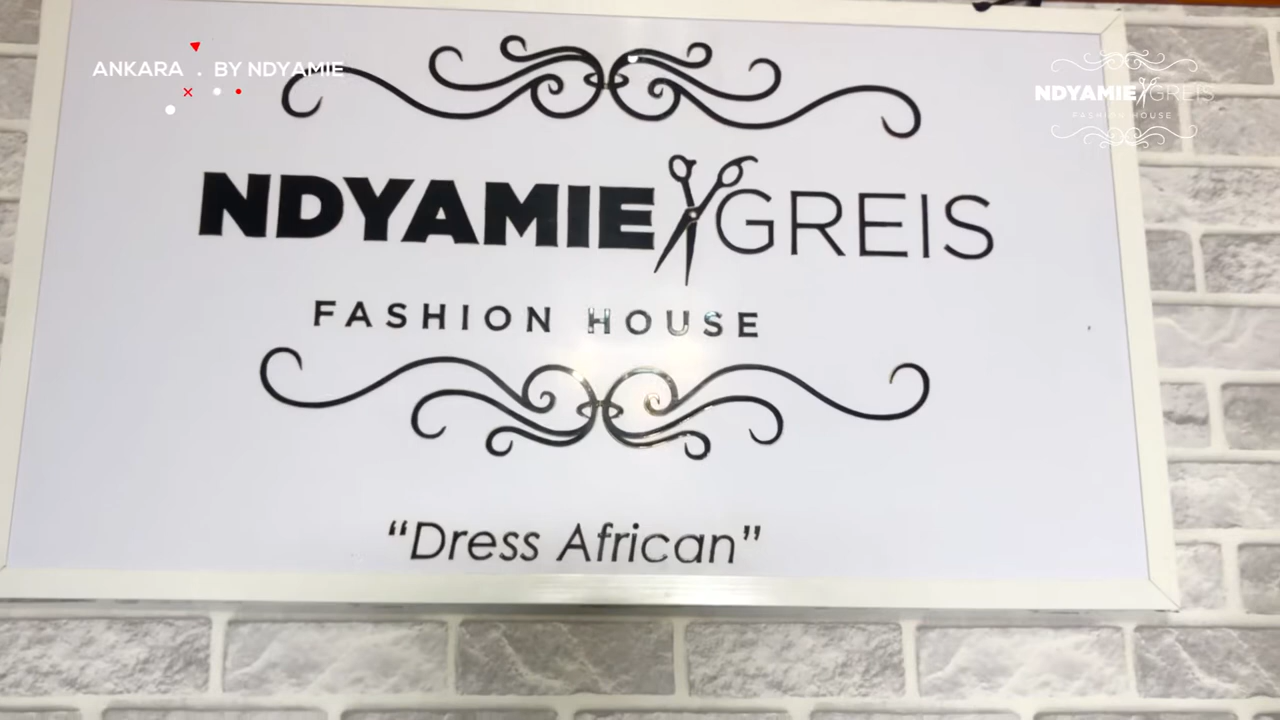 ANKARA . BY NDYAMIE
NDYAMIE GREIS
FASHION HOUSE
NDYAMIE GREIS
FASHION HOUSE
“Dress African”